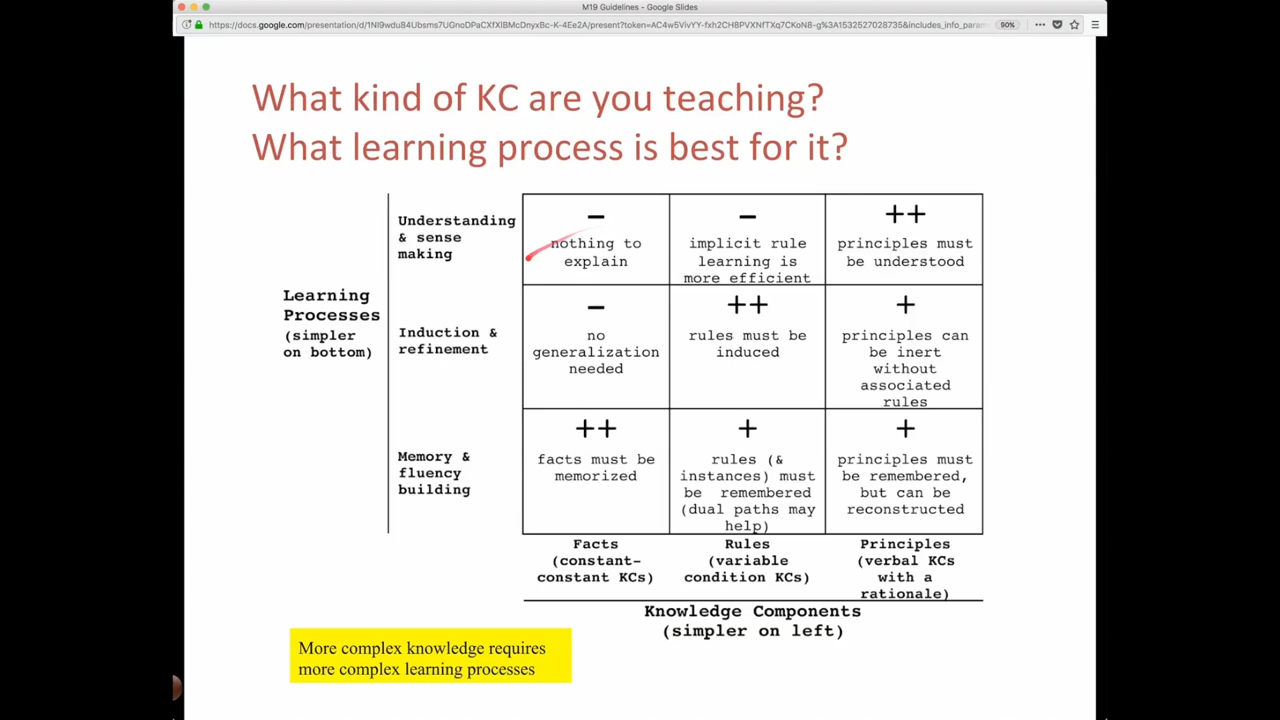 M19 Guidelines - Google Slides
90%
What kind of KC are you teaching?
What learning process is best for it?
Learning
Processes
(simpler
on bottom)
Understanding
& sense
making
–
nothing to
explain
–
implicit rule
learning is
more efficient
++
principles must
be understood
Induction &
refinement
–
no
generalization
needed
++
rules must be
induced
+
principles can
be inert
without
associated
rules
Memory &
fluency
building
++
facts must be
memorized
+
rules (&
instances) must
be remembered
(dual paths may
help)
+
principles must
be remembered,
but can be
reconstructed
Facts
(constant-
constant KCs)
Rules
(variable
condition KCs)
Principles
(verbal KCs
with a
rationale)
Knowledge Components
(simpler on left)
More complex knowledge requires
more complex learning processes